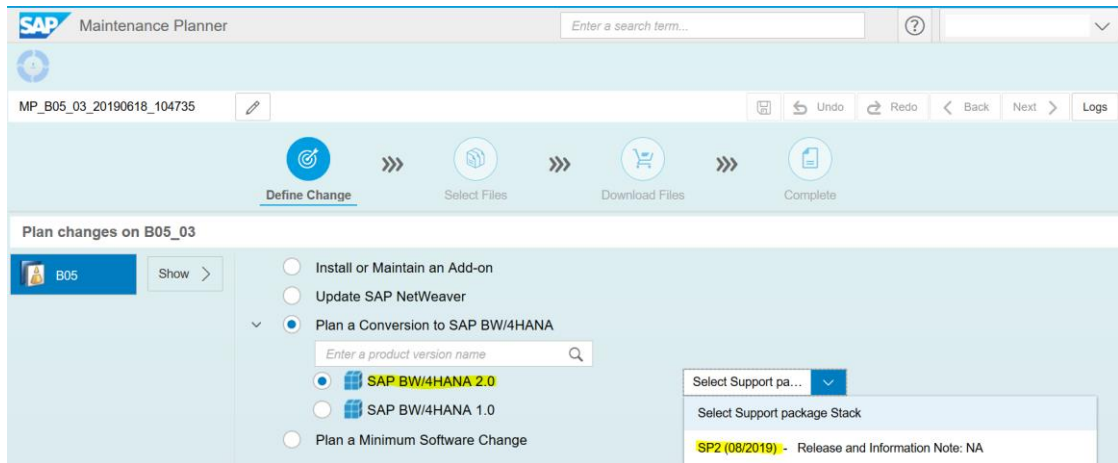 SAP Maintenance Planner Enter a search term... ?
MP_B05_03_20190618_104735 Undo Redo Back Next Logs
Define Change Select Files Download Files Complete
Plan changes on B05_03
B05 Show
Install or Maintain an Add-on
Update SAP NetWeaver
Plan a Conversion to SAP BW/4HANA
Enter a product version name
SAP BW/4HANA 2.0 Select Support pa...
SAP BW/4HANA 1.0 Select Support package Stack
Plan a Minimum Software Change SP2 (08/2019) - Release and Information Note: NA